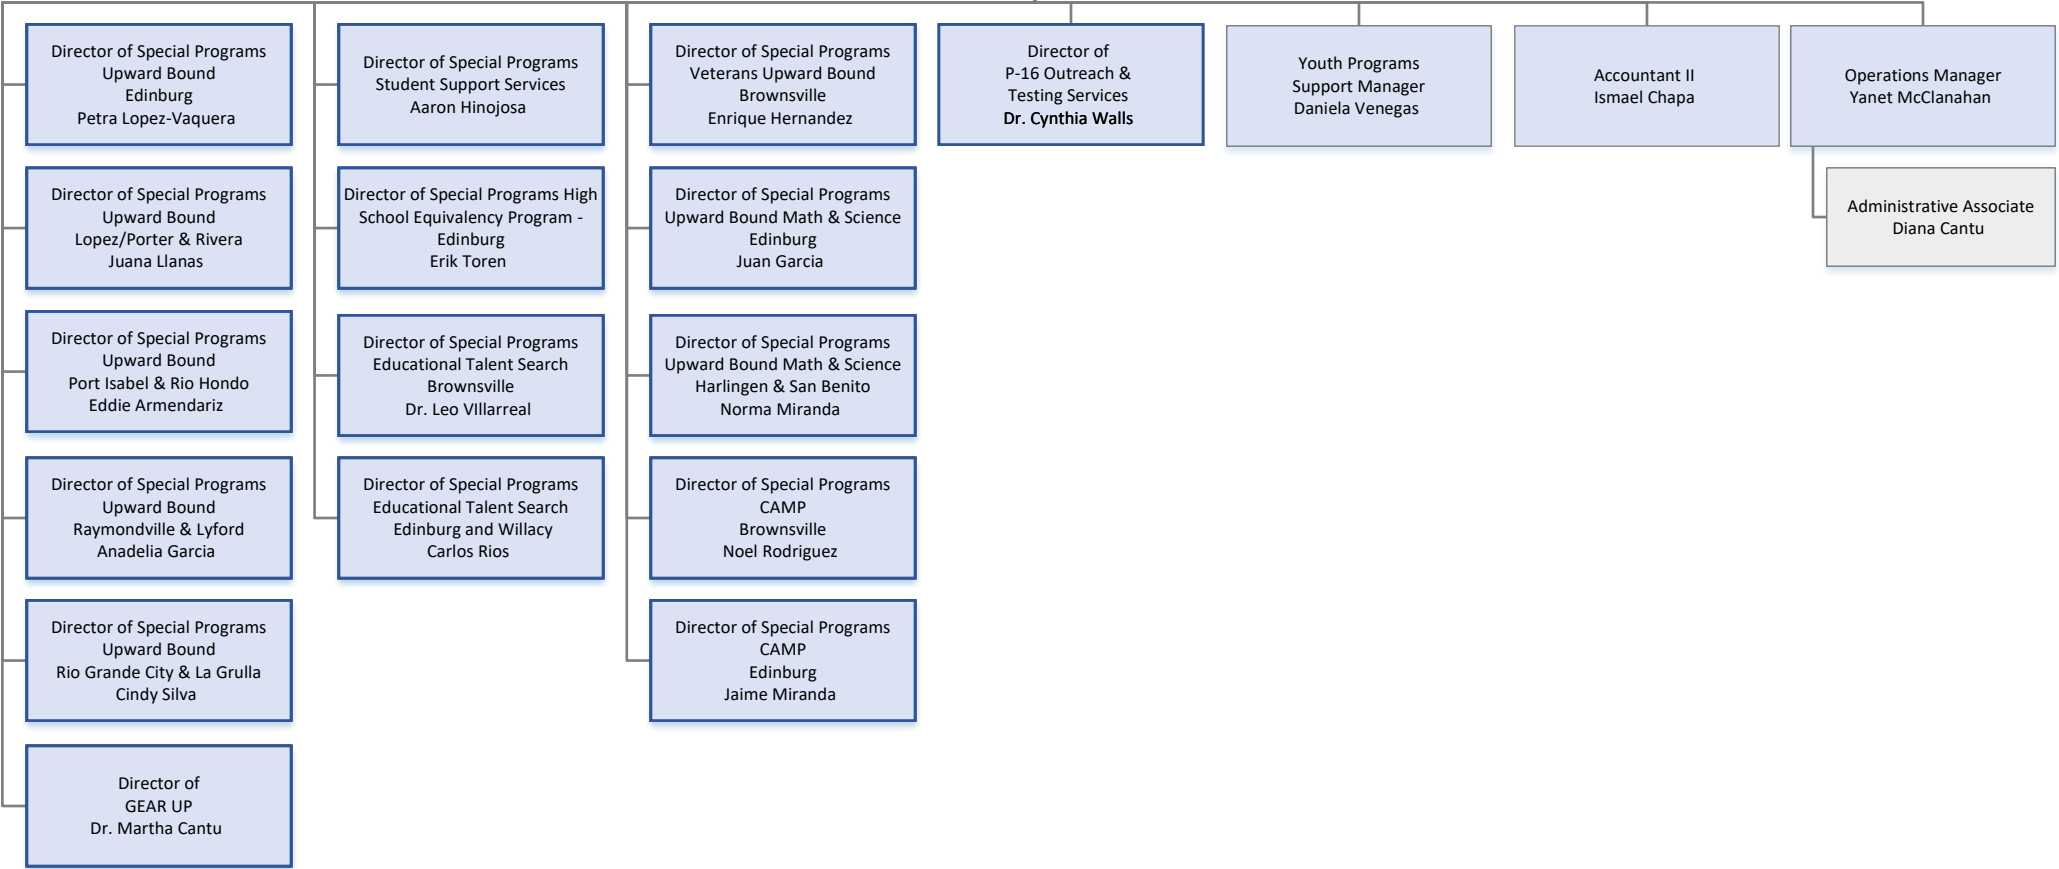 Director of Special Programs
Upward Bound
Edinburg
Petra Lopez-Vaquera
Director of Special Programs
Upward Bound
Lopez/Porter & Rivera
Juana Llanas
Director of Special Programs
Upward Bound
Port Isabel & Rio Hondo
Eddie Armendariz
Director of Special Programs
Upward Bound
Raymondville & Lyford
Anadelia Garcia
Director of Special Programs
Upward Bound
Rio Grande City & La Grulla
Cindy Silva
Director of
GEAR UP
Dr. Martha Cantu
Director of Special Programs
Student Support Services
Aaron Hinojosa
Director of Special Programs High
School Equivalency Program -
Edinburg
Erik Toren
Director of Special Programs
Educational Talent Search
Brownsville
Dr. Leo VIllarreal
Director of Special Programs
Educational Talent Search
Edinburg and Willacy
Carlos Rios
Director of Special Programs
Veterans Upward Bound
Brownsville
Enrique Hernandez
Director of Special Programs
Upward Bound Math & Science
Edinburg
Juan Garcia
Director of Special Programs
Upward Bound Math & Science
Harlingen & San Benito
Norma Miranda
Director of Special Programs
CAMP
Brownsville
Noel Rodriguez
Director of Special Programs
CAMP
Edinburg
Jaime Miranda
Director of
P-16 Outreach &
Testing Services
Dr. Cynthia Walls
Youth Programs
Support Manager
Daniela Venegas
Accountant II
Ismael Chapa
Operations Manager
Yanet McClanahan
Administrative Associate
Diana Cantu